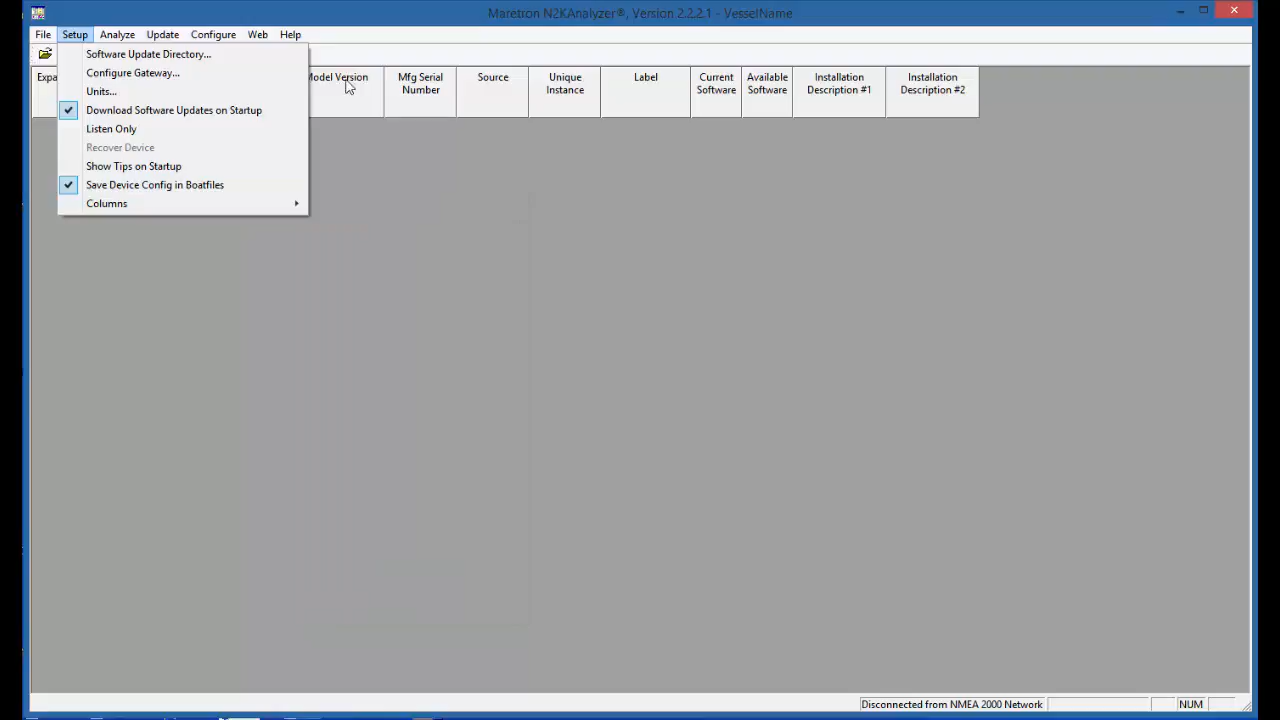 Maretron N2KAnalyzer®, Version 2.2.2.1 - VesselName
File Setup Analyze Update Configure Web Help
Software Update Directory...
Configure Gateway...
Units...
Download Software Updates on Startup
Listen Only
Recover Device
Show Tips on Startup
Save Device Config in Boatfiles
Columns
Expa
Model Version
Mfg Serial
Number
Source
Unique
Instance
Label
Current
Software
Available
Software
Installation
Description #1
Installation
Description #2
Disconnected from NMEA 2000 Network
NUM